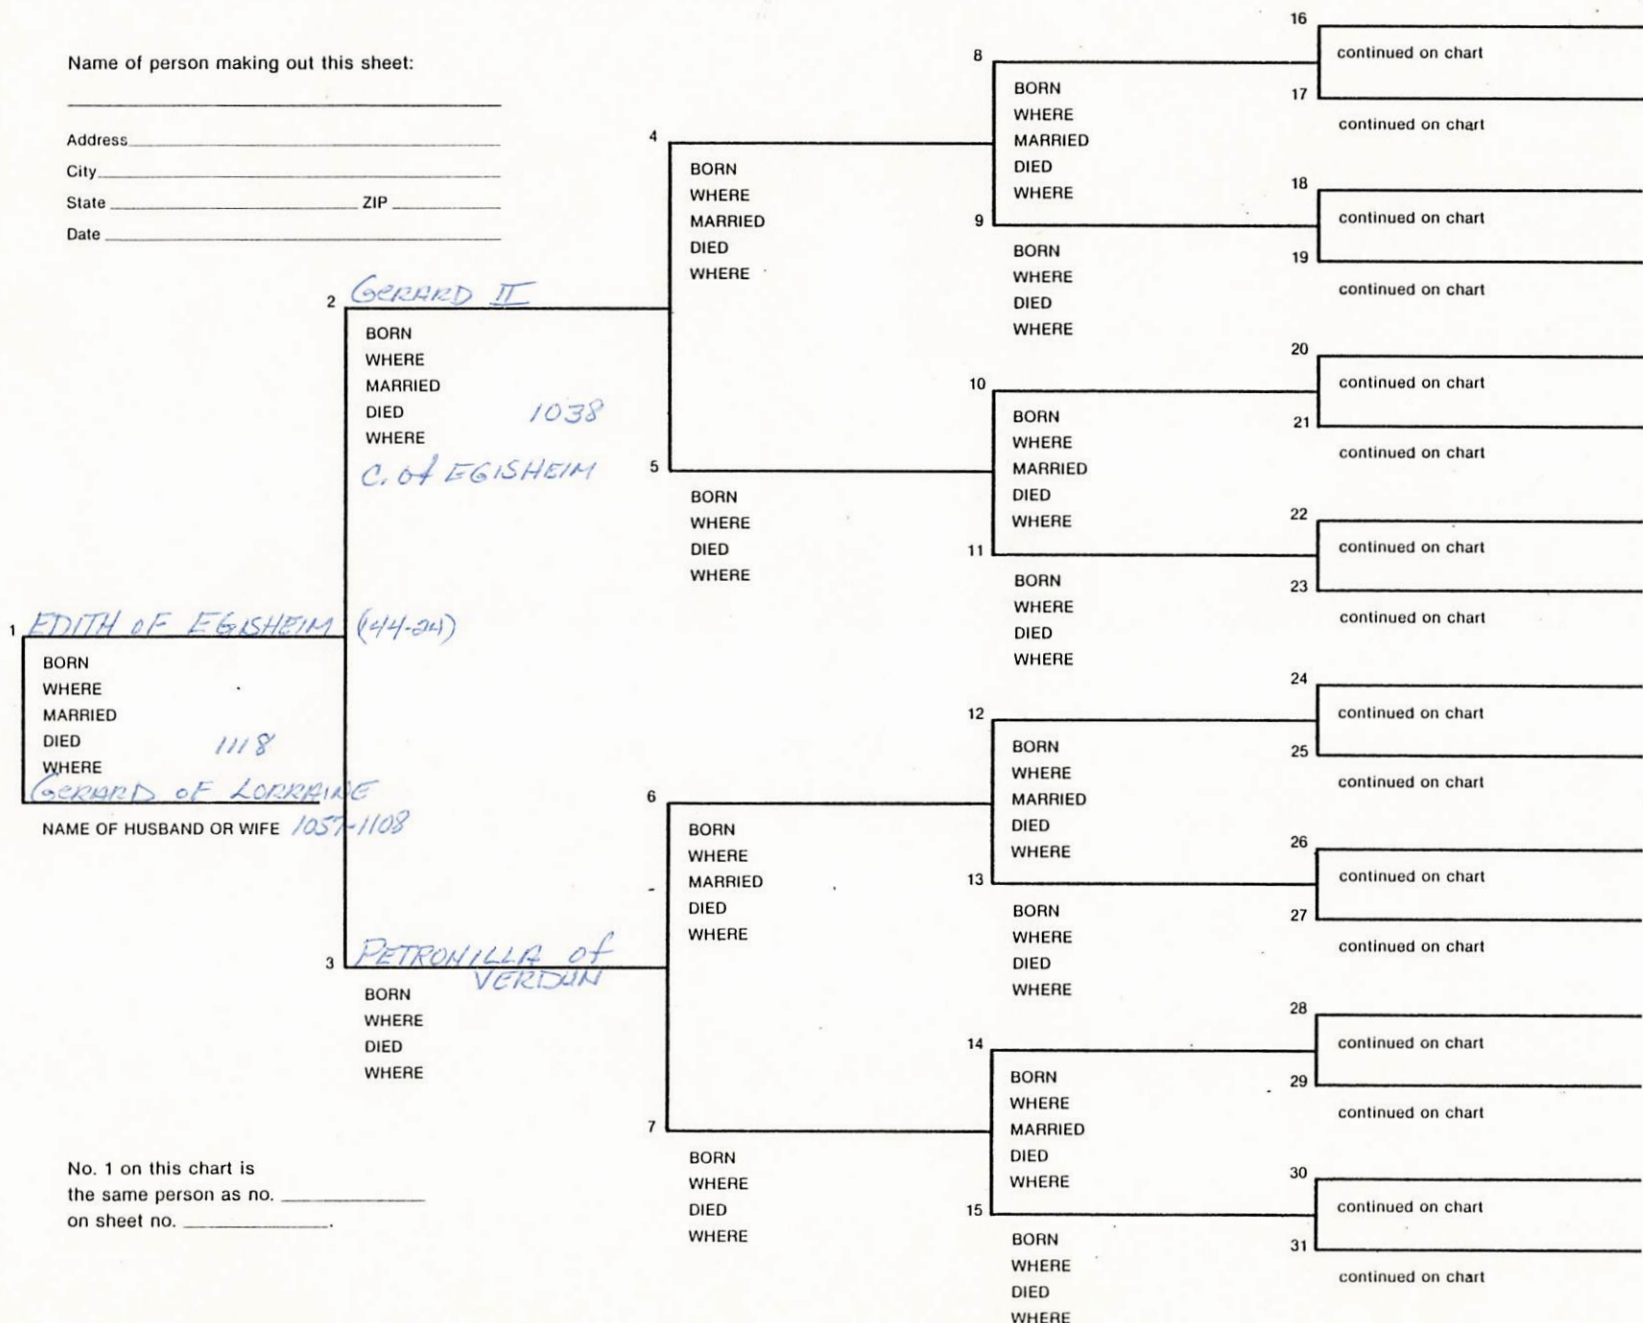 Name of person making out this sheet:
Address
City
State ZIP
Date
1 EDITH OF EGISHEIM (144-24)
BORN
WHERE
MARRIED
DIED 1118
WHERE
GERARD OF LORRAINE
NAME OF HUSBAND OR WIFE 1057-1108
No. 1 on this chart is
the same person as no.
on sheet no. .
2 GERARD II
BORN
WHERE
MARRIED
DIED 1038
WHERE
C. of EGISHEIM
3 PETRONILLA of
VERDUN
BORN
WHERE
DIED
WHERE
4
BORN
WHERE
MARRIED
DIED
WHERE
5
BORN
WHERE
DIED
WHERE
6
BORN
WHERE
MARRIED
DIED
WHERE
7
BORN
WHERE
DIED
WHERE
8
BORN
WHERE
MARRIED
DIED
WHERE
9
BORN
WHERE
DIED
WHERE
10
BORN
WHERE
MARRIED
DIED
WHERE
11
BORN
WHERE
DIED
WHERE
12
BORN
WHERE
MARRIED
DIED
WHERE
13
BORN
WHERE
DIED
WHERE
14
BORN
WHERE
MARRIED
DIED
WHERE
15
BORN
WHERE
DIED
WHERE
16
continued on chart
17
continued on chart
18
continued on chart
19
continued on chart
20
continued on chart
21
continued on chart
22
continued on chart
23
continued on chart
24
continued on chart
25
continued on chart
26
continued on chart
27
continued on chart
28
continued on chart
29
continued on chart
30
continued on chart
31
continued on chart